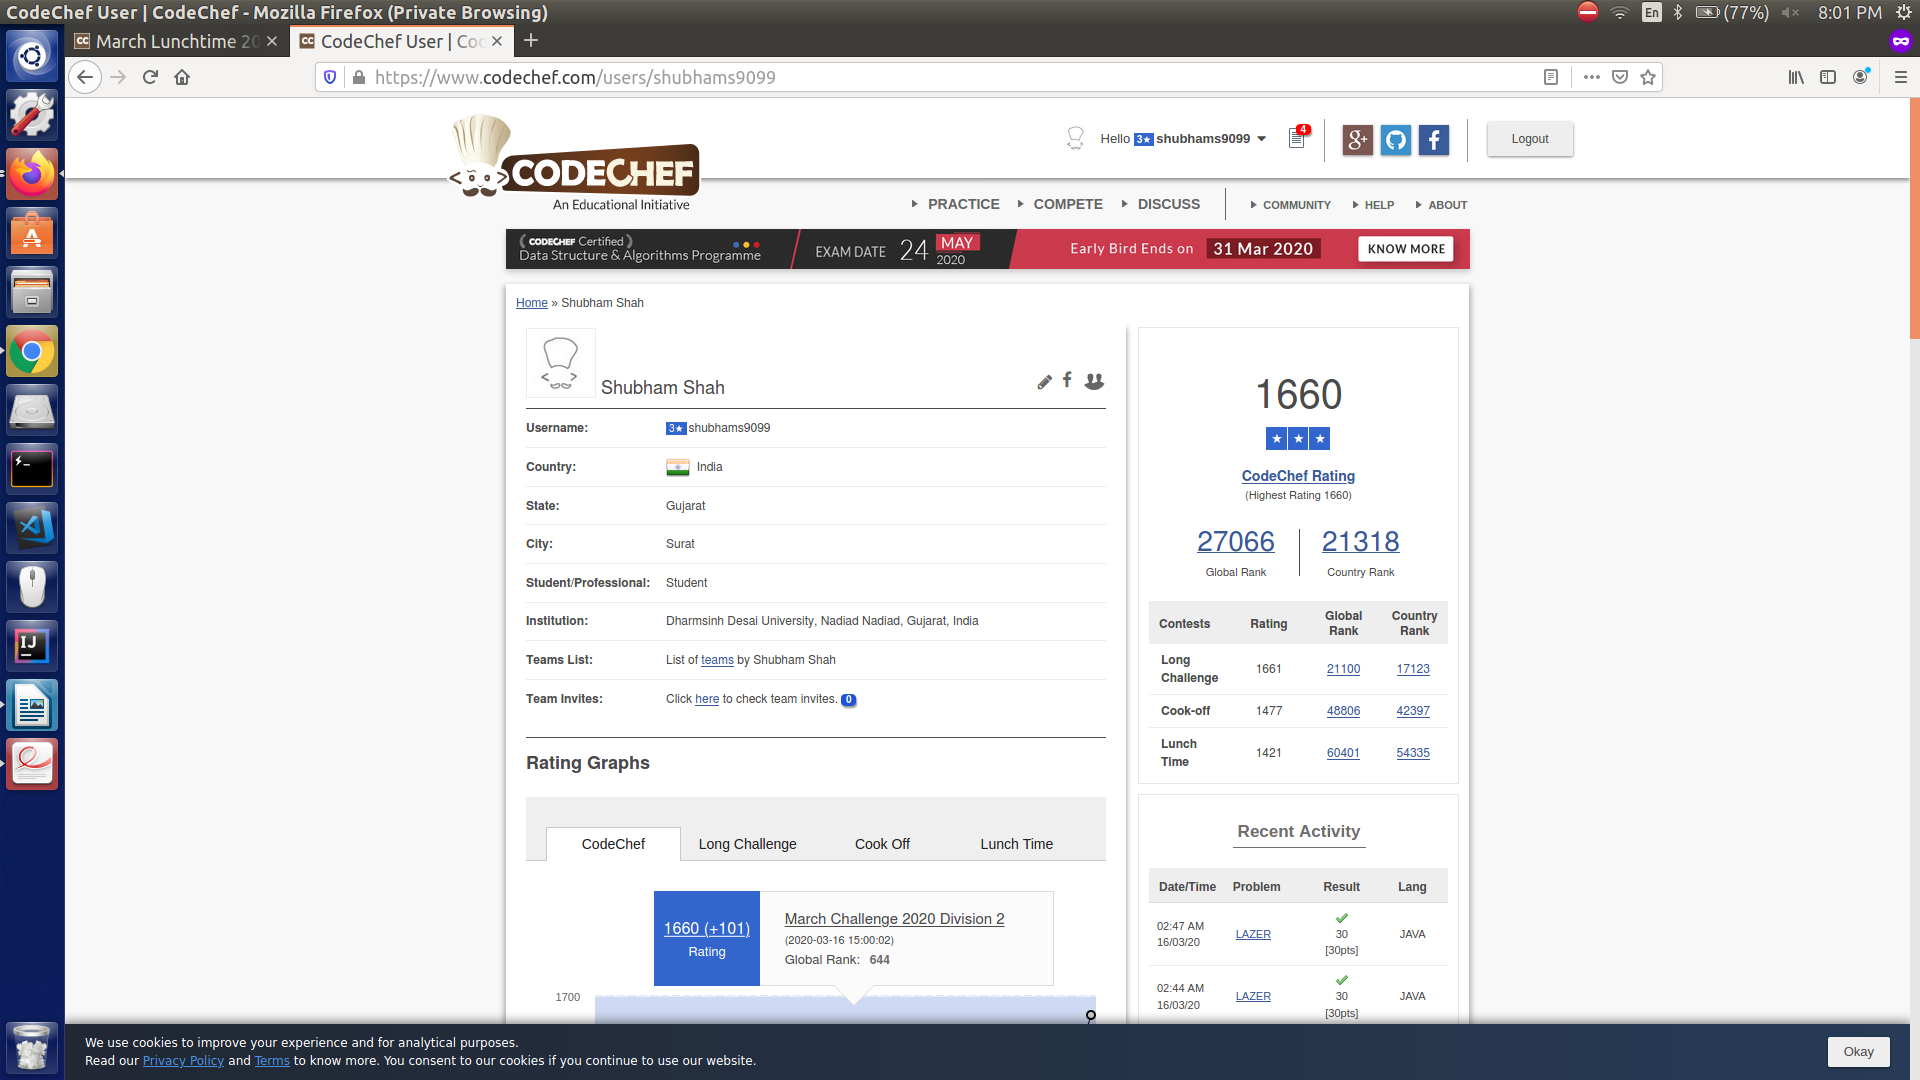 CodeChef User | CodeChef - Mozilla Firefox (Private Browsing)
En
(77%)
8:01 PM
March Lunchtime 20
CodeChef User | Coc
https://www.codechef.com/users/shubhams9099
CODECHEF
An Educational Initiative
Hello 3★ shubhams9099
4
g+
f
Logout
PRACTICE
COMPETE
DISCUSS
COMMUNITY
HELP
ABOUT
CODECHEF Certified
Data Structure & Algorithms Programme
EXAM DATE 24 MAY 2020
Early Bird Ends on 31 Mar 2020
KNOW MORE
Home » Shubham Shah
Shubham Shah
Username: 3★ shubhams9099
Country: India
State: Gujarat
City: Surat
Student/Professional: Student
Institution: Dharmsinh Desai University, Nadiad Nadiad, Gujarat, India
Teams List: List of teams by Shubham Shah
Team Invites: Click here to check team invites. 0
Rating Graphs
CodeChef
Long Challenge
Cook Off
Lunch Time
1660 (+101)
Rating
March Challenge 2020 Division 2
(2020-03-16 15:00:02)
Global Rank: 644
1700
1660
★ ★ ★
CodeChef Rating
(Highest Rating 1660)
27066
Global Rank
21318
Country Rank
Contests Rating Global Rank Country Rank
Long Challenge 1661 21100 17123
Cook-off 1477 48806 42397
Lunch Time 1421 60401 54335
Recent Activity
Date/Time Problem Result Lang
02:47 AM 16/03/20 LAZER 30 [30pts] JAVA
02:44 AM 16/03/20 LAZER 30 [30pts] JAVA
We use cookies to improve your experience and for analytical purposes.
Read our Privacy Policy and Terms to know more. You consent to our cookies if you continue to use our website.
Okay